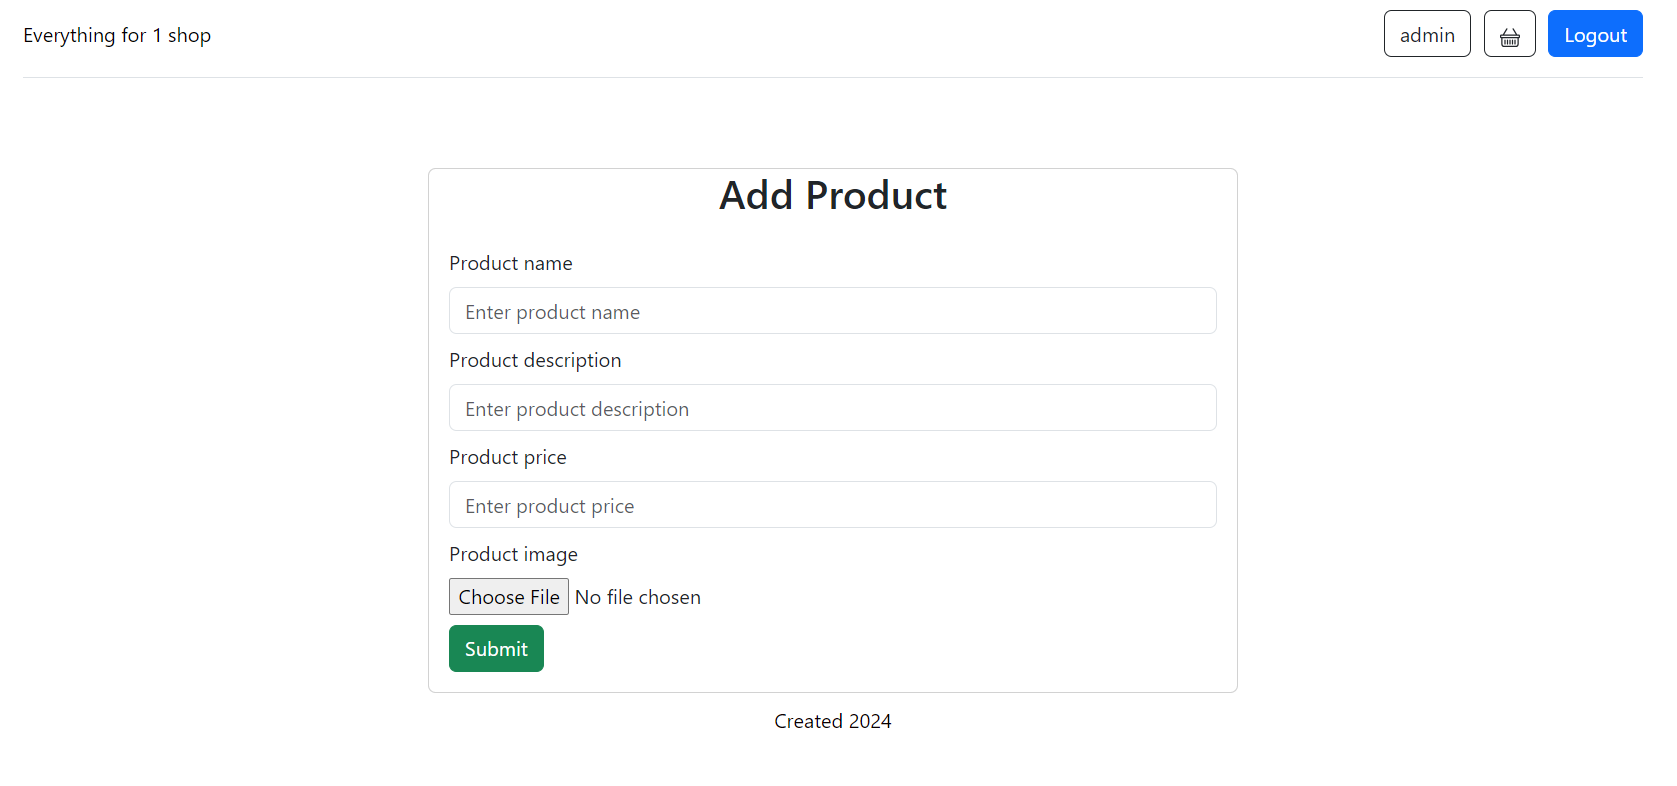 Everything for 1 shop
admin
Logout
Add Product
Product name
Enter product name
Product description
Enter product description
Product price
Enter product price
Product image
Choose File No file chosen
Submit
Created 2024